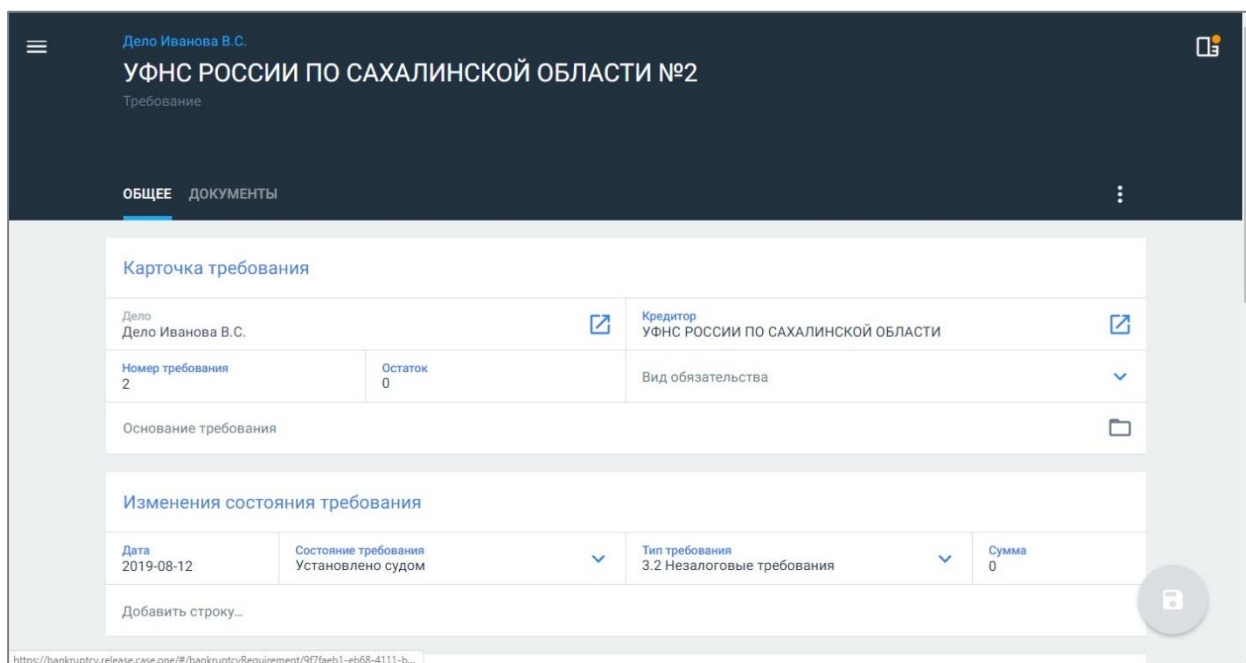 Дело Иванова В.С.
УФНС РОССИИ ПО САХАЛИНСКОЙ ОБЛАСТИ №2
Требование
ОБЩЕЕ ДОКУМЕНТЫ
Карточка требования
Дело
Дело Иванова В.С.
Кредитор
УФНС РОССИИ ПО САХАЛИНСКОЙ ОБЛАСТИ
Номер требования
2
Остаток
0
Вид обязательства
Основание требования
Изменения состояния требования
Дата
2019-08-12
Состояние требования
Установлено судом
Тип требования
3.2 Незалоговые требования
Сумма
0
Добавить строку...
https://bankruptcy.release.case.one/#/bankruptcyRequirement/9f7faeb1-eb68-4111-b...